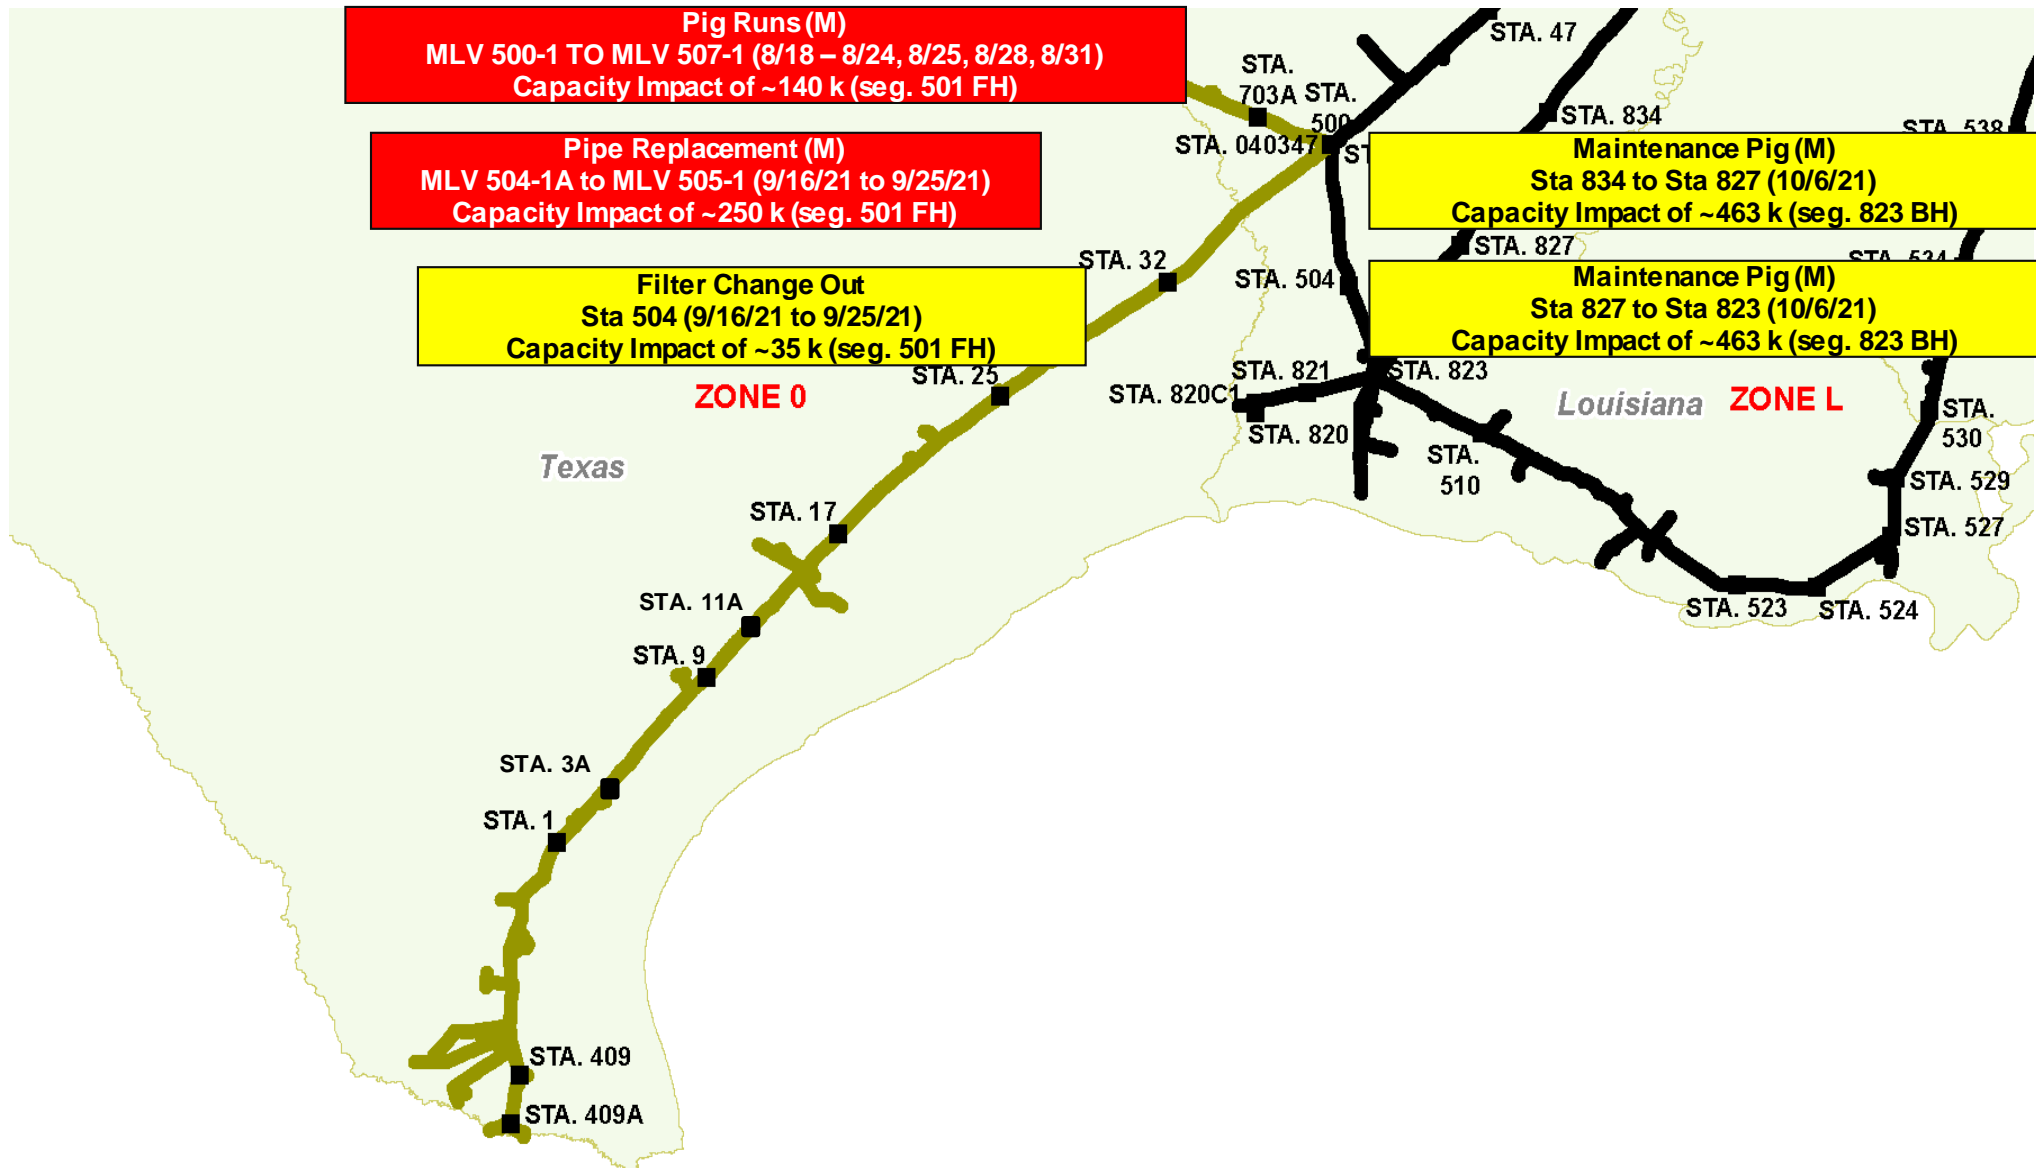 Pig Runs (M)
MLV 500-1 TO MLV 507-1 (8/18 – 8/24, 8/25, 8/28, 8/31)
Capacity Impact of ~140 k (seg. 501 FH)
STA. 47
STA.
703A
STA.
500
STA. 834
STA. 538
STA. 040347
Pipe Replacement (M)
MLV 504-1A to MLV 505-1 (9/16/21 to 9/25/21)
Capacity Impact of ~250 k (seg. 501 FH)
Maintenance Pig (M)
Sta 834 to Sta 827 (10/6/21)
Capacity Impact of ~463 k (seg. 823 BH)
STA. 827
STA. 534
STA. 32
STA. 504
Filter Change Out
Sta 504 (9/16/21 to 9/25/21)
Capacity Impact of ~35 k (seg. 501 FH)
Maintenance Pig (M)
Sta 827 to Sta 823 (10/6/21)
Capacity Impact of ~463 k (seg. 823 BH)
STA. 25
STA. 821
STA. 823
STA. 820C1
ZONE 0
Louisiana
ZONE L
STA.
530
STA. 820
Texas
STA.
510
STA. 529
STA. 17
STA. 527
STA. 11A
STA. 523
STA. 524
STA. 9
STA. 3A
STA. 1
STA. 409
STA. 409A